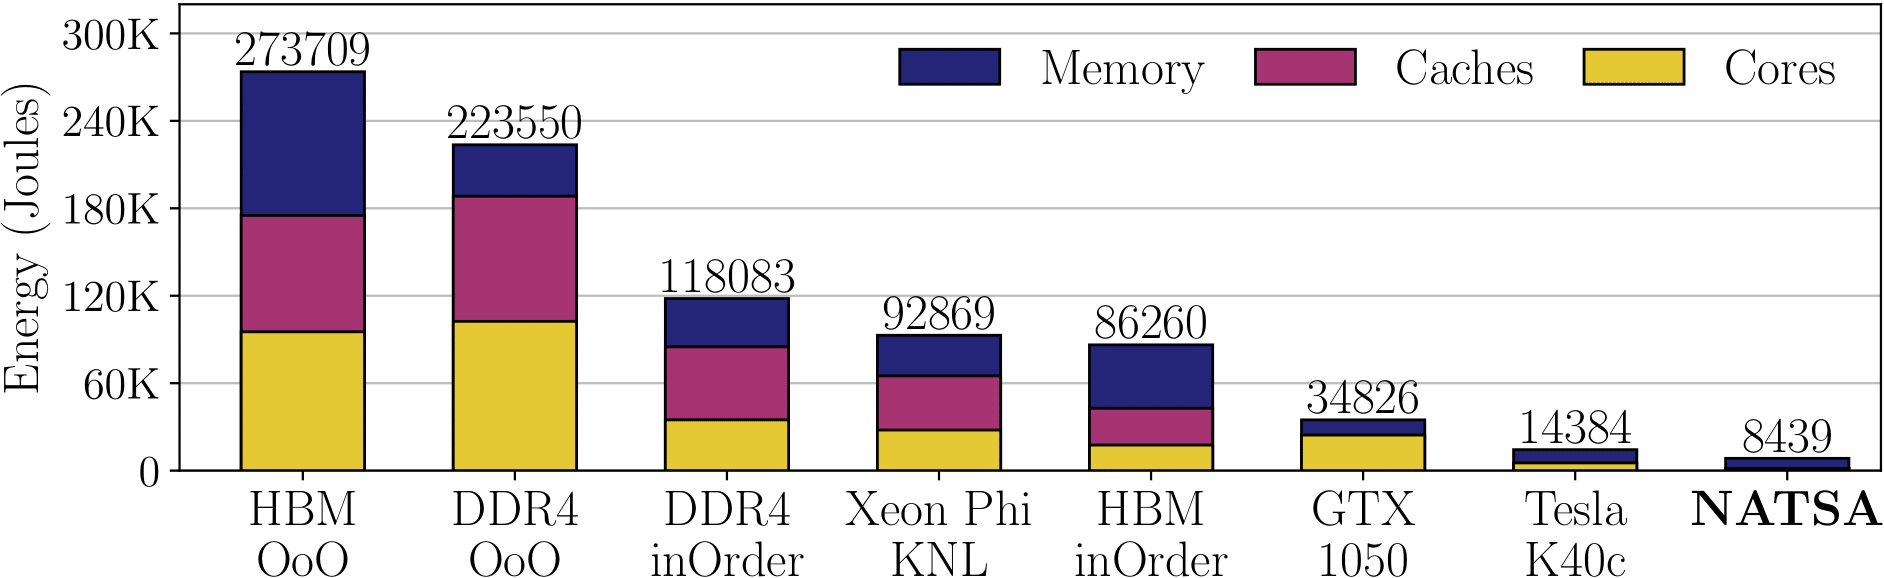 Energy (Joules)
300K
240K
180K
120K
60K
0
Memory
Caches
Cores
273709
223550
118083
92869
86260
34826
14384
8439
HBM
OoO
DDR4
OoO
DDR4
inOrder
Xeon Phi
KNL
HBM
inOrder
GTX
1050
Tesla
K40c
NATSA